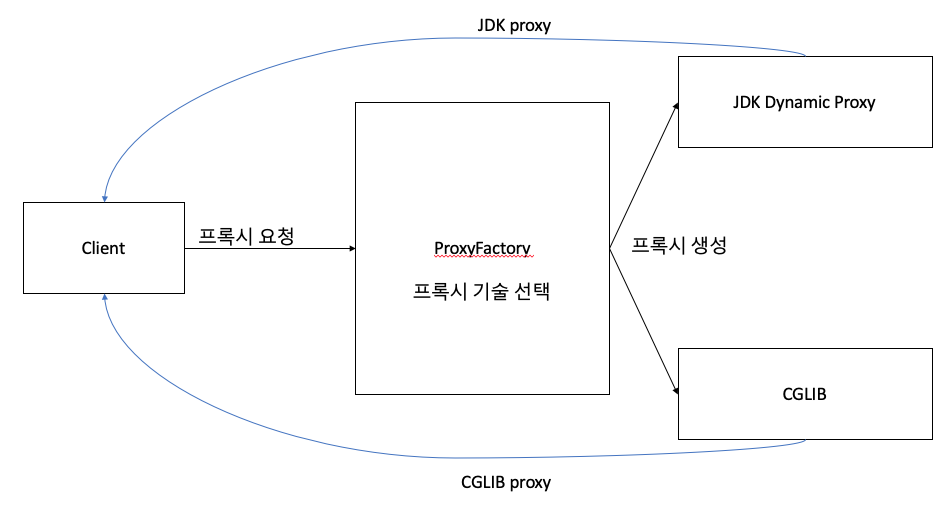 JDK proxy
JDK Dynamic Proxy
Client
프록시 요청
ProxyFactory
프록시 기술 선택
프록시 생성
CGLIB
CGLIB proxy